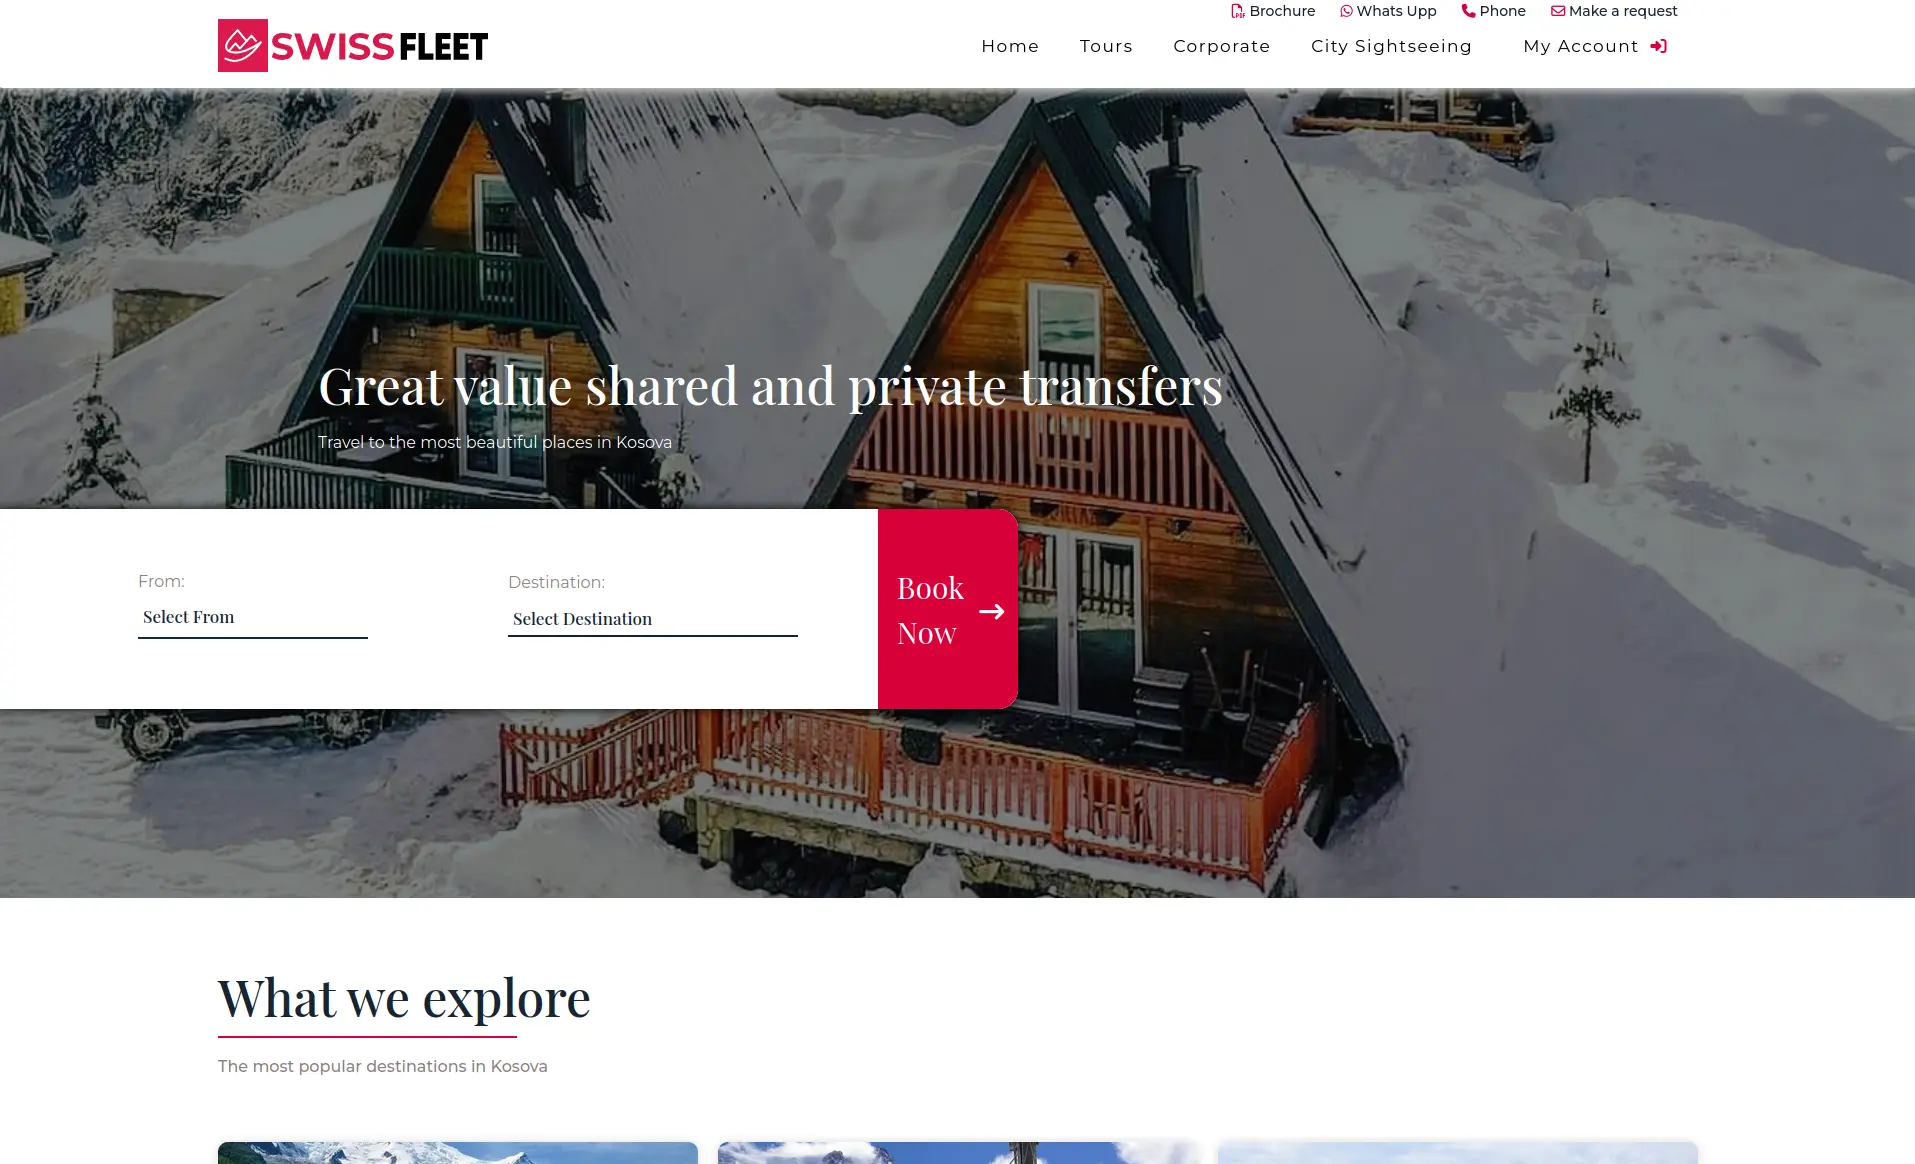 Brochure
Whats Upp
Phone
Make a request
SWISS FLEET
Home
Tours
Corporate
City Sightseeing
My Account
Great value shared and private transfers
Travel to the most beautiful places in Kosova
From:
Select From
Destination:
Select Destination
Book
Now
What we explore
The most popular destinations in Kosova